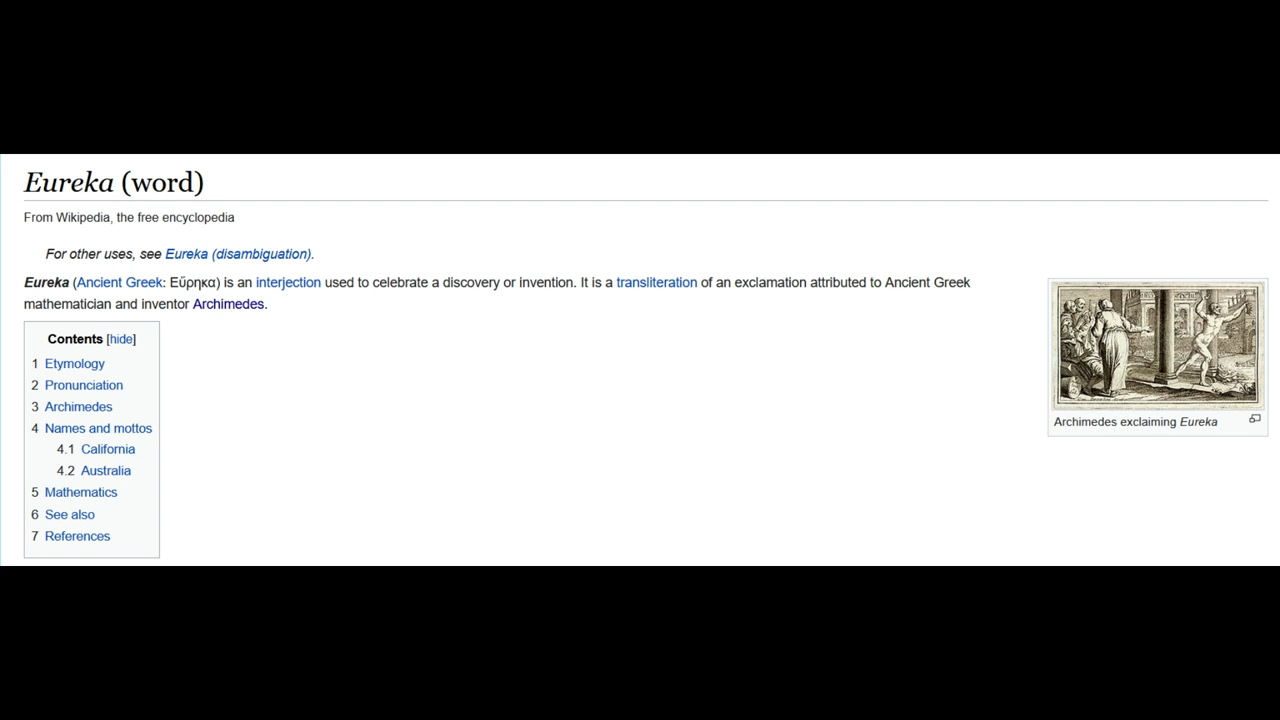 Eureka (word)
From Wikipedia, the free encyclopedia
For other uses, see Eureka (disambiguation).
Eureka (Ancient Greek: Εὕρηκα) is an interjection used to celebrate a discovery or invention. It is a transliteration of an exclamation attributed to Ancient Greek
mathematician and inventor Archimedes.
Contents [hide]
1 Etymology
2 Pronunciation
3 Archimedes
4 Names and mottos
4.1 California
4.2 Australia
5 Mathematics
6 See also
7 References
Archimedes exclaiming Eureka